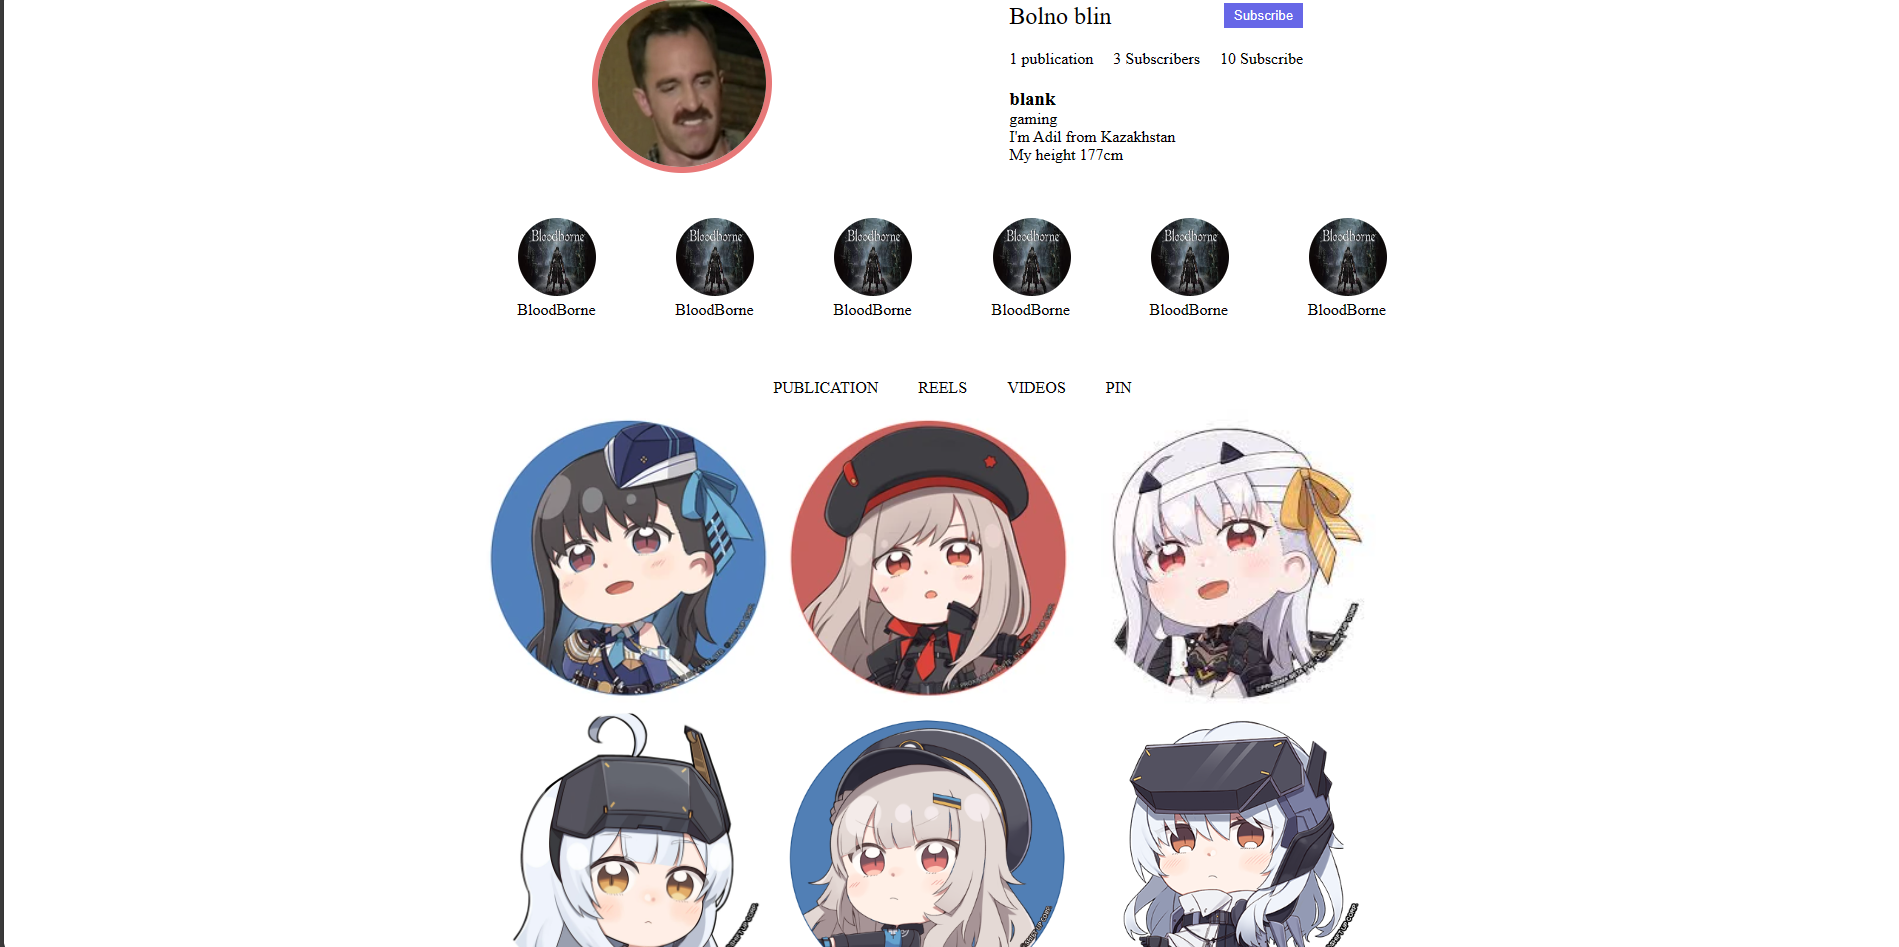 Bolno blin
Subscribe
1 publication 3 Subscribers 10 Subscribe
blank
gaming
I'm Adil from Kazakhstan
My height 177cm
Bloodborne Bloodborne Bloodborne Bloodborne Bloodborne Bloodborne
BloodBorne BloodBorne BloodBorne BloodBorne BloodBorne BloodBorne
PUBLICATION REELS VIDEOS PIN